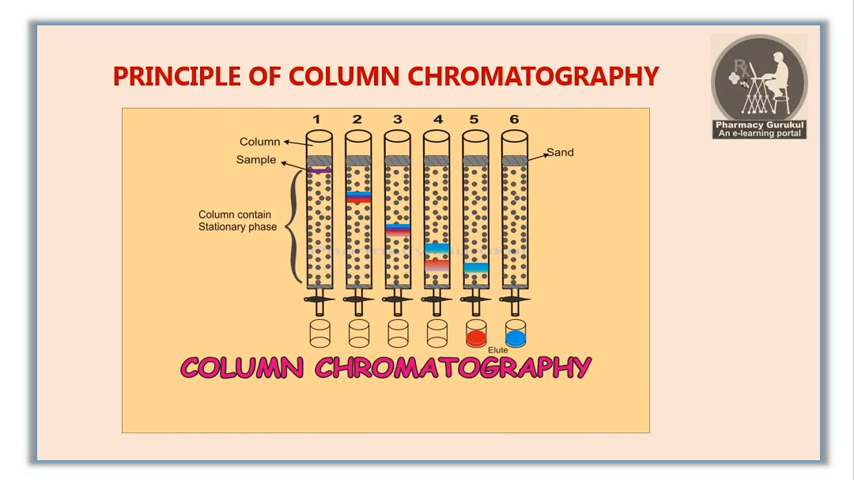 PRINCIPLE OF COLUMN CHROMATOGRAPHY
Pharmacy Gurukul
An e-learning portal
1 2 3 4 5 6
Column
Sample
Sand
Column contain
Stationary phase
Elute
COLUMN CHROMATOGRAPHY